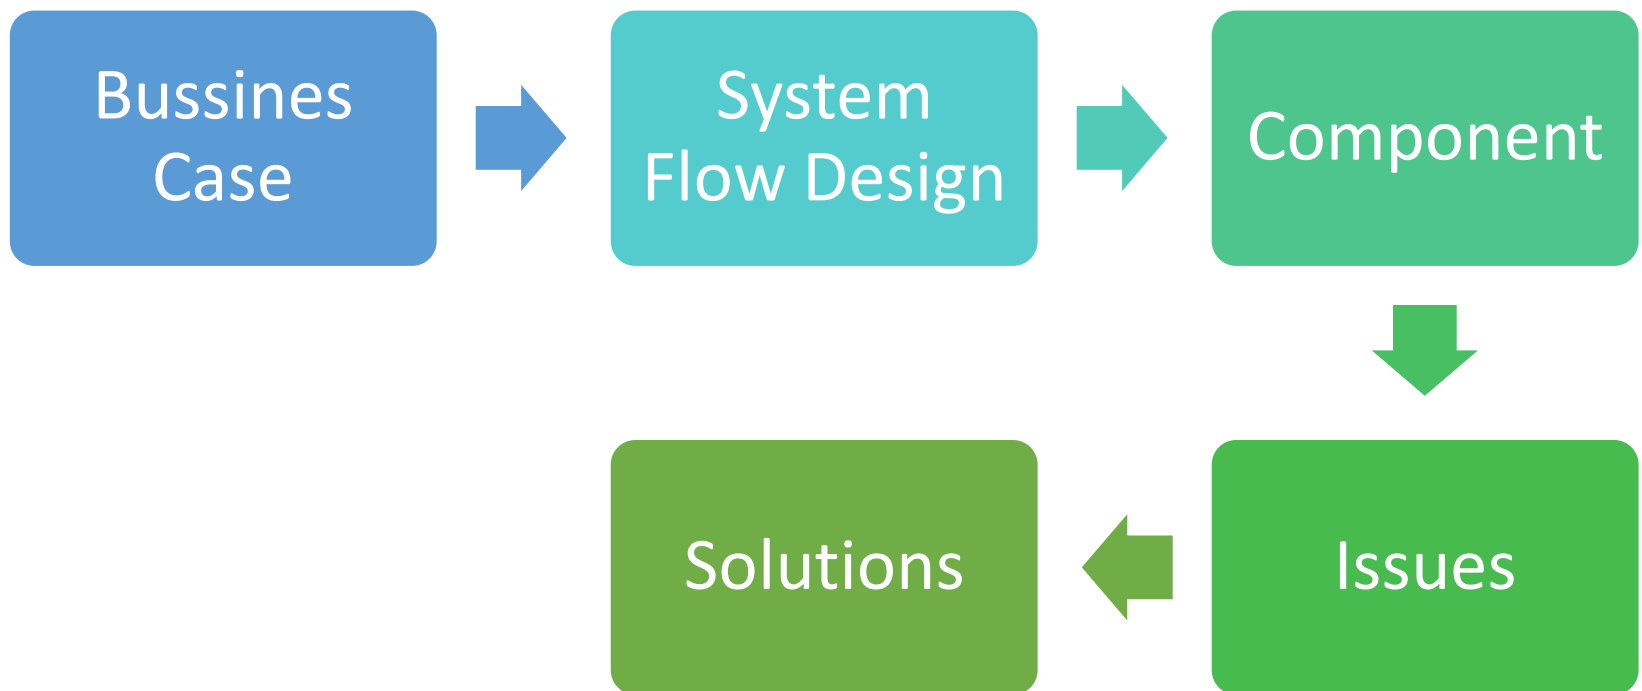 Bussines
Case
System
Flow Design
Component
Issues
Solutions